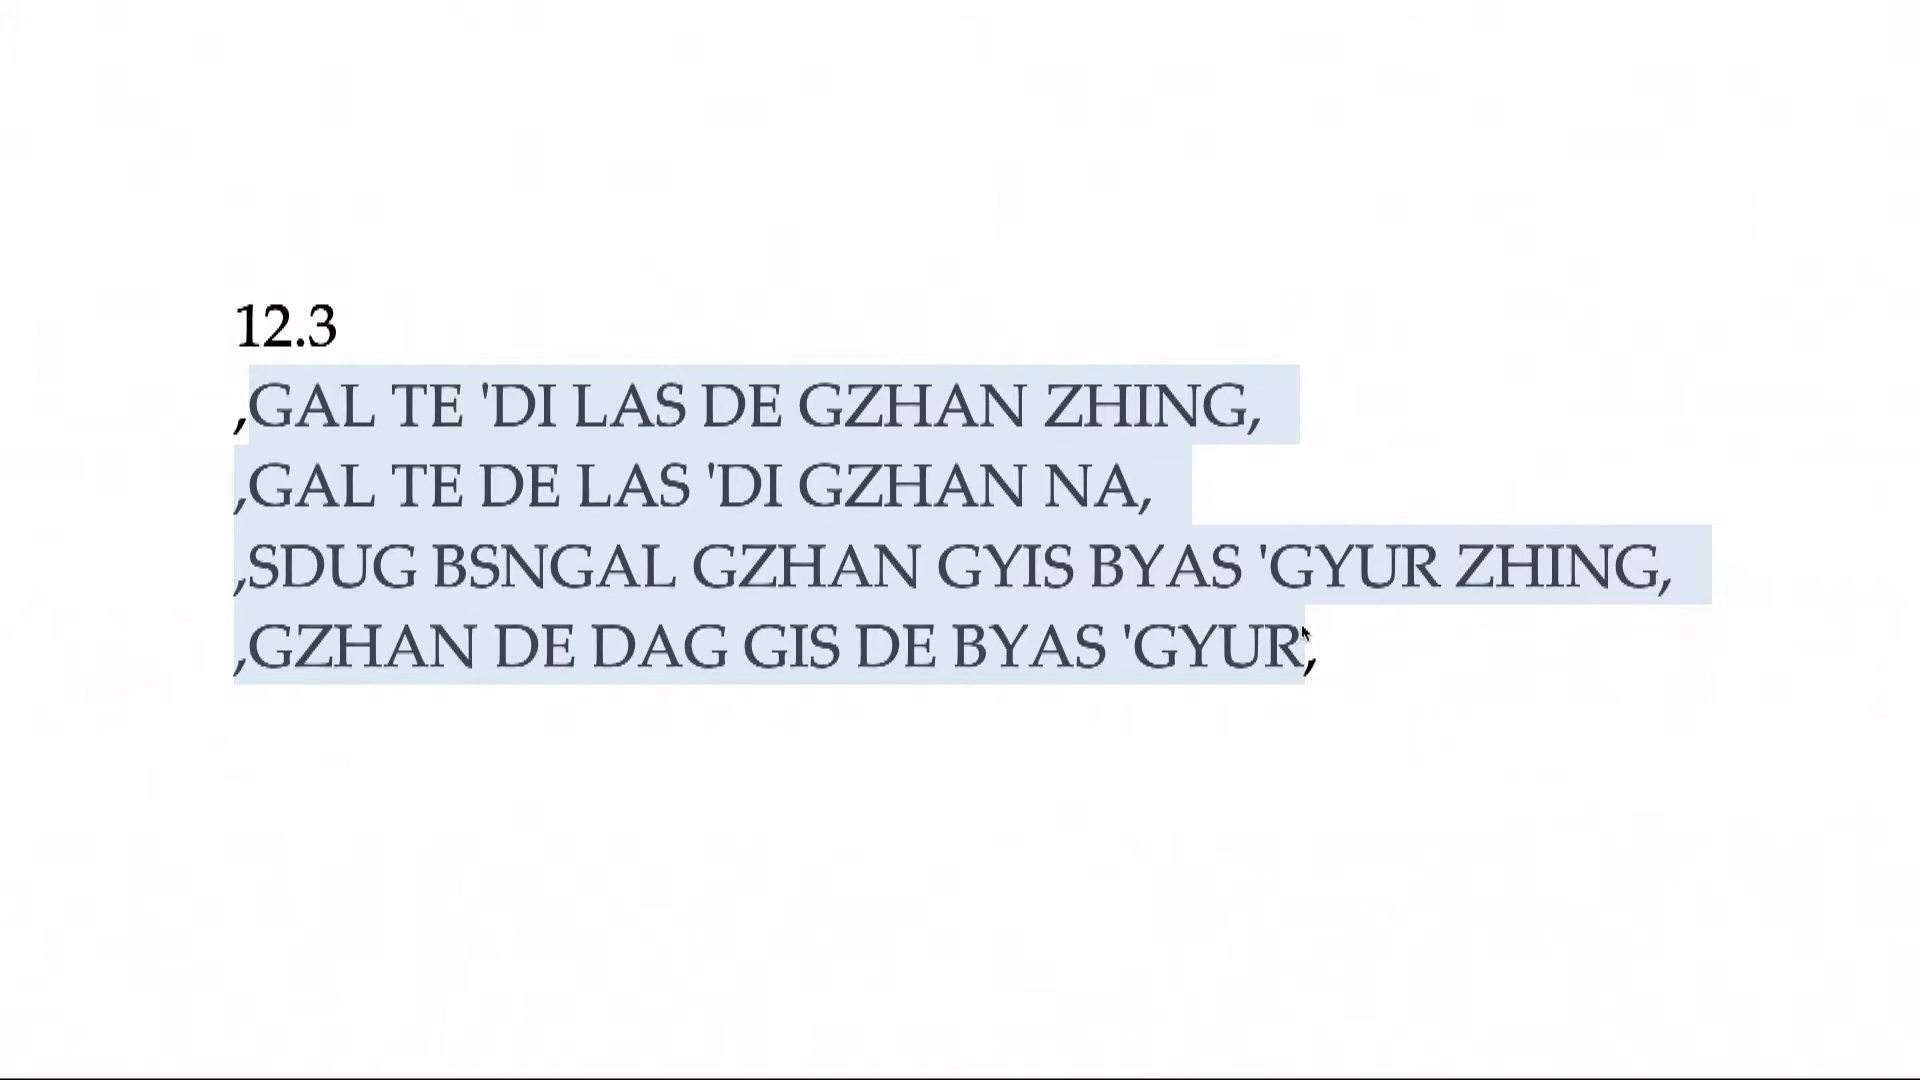 12.3
,GAL TE 'DI LAS DE GZHAN ZHING,
,GAL TE DE LAS 'DI GZHAN NA,
,SDUG BSNGAL GZHAN GYIS BYAS 'GYUR ZHING,
,GZHAN DE DAG GIS DE BYAS 'GYUR,